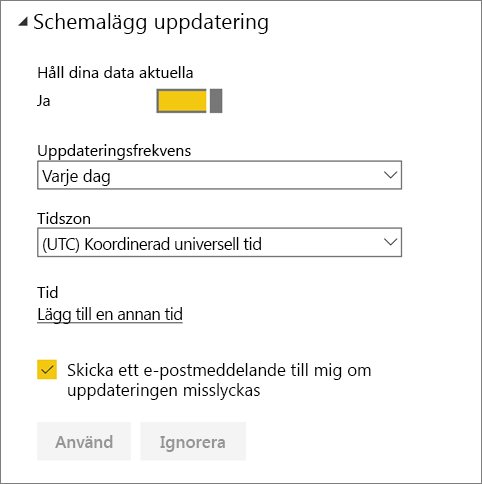 Schemalägg uppdatering
Håll dina data aktuella
Ja
Uppdateringsfrekvens
Varje dag
Tidszon
(UTC) Koordinerad universell tid
Tid
Lägg till en annan tid
Skicka ett e-postmeddelande till mig om
uppdateringen misslyckas
Använd Ignorera